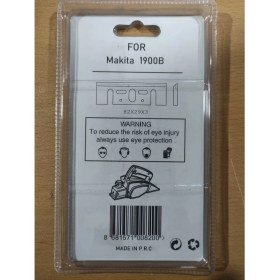 FOR
Makita 1900B
WARNING
To reduce the risk of eye injury
always use eye protection
MADE IN P.R.C